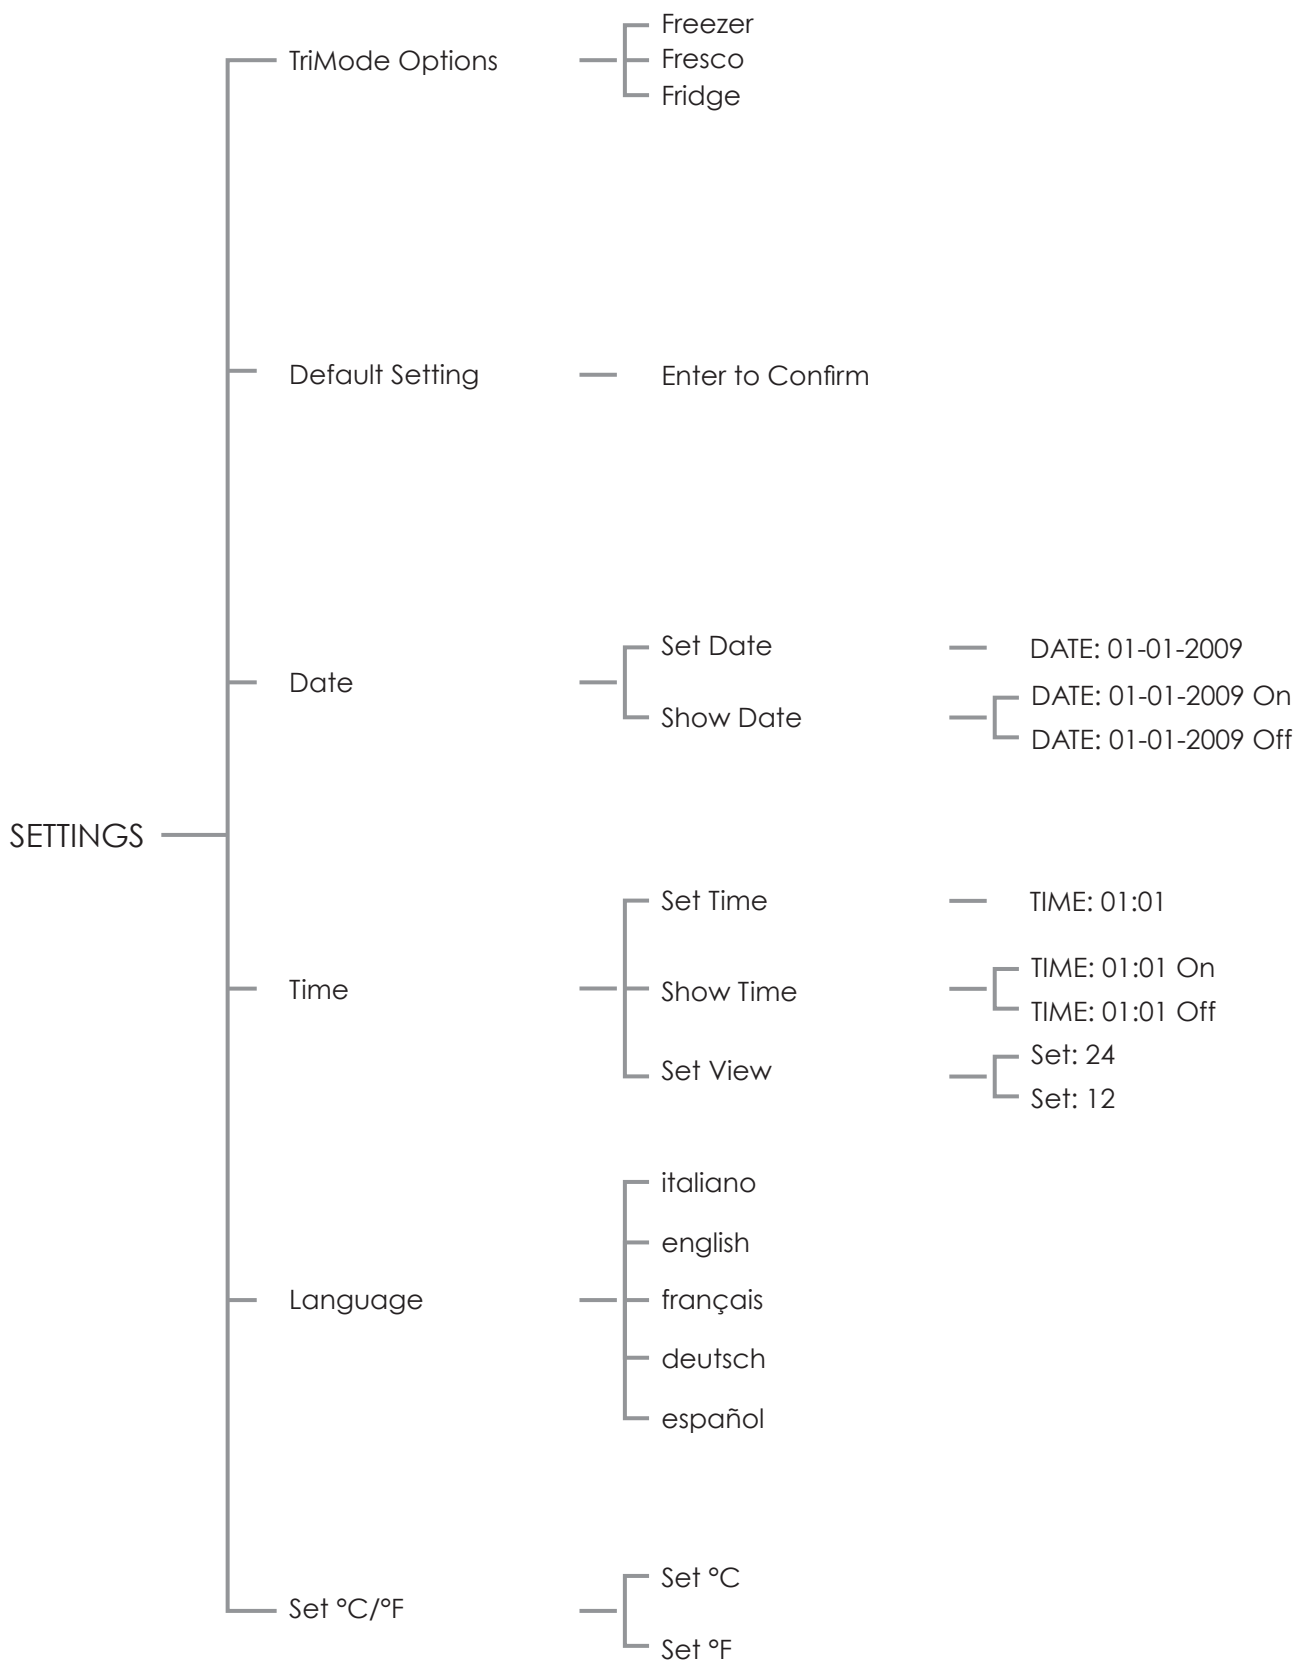 TriMode Options
Freezer
Fresco
Fridge
Default Setting
Enter to Confirm
Date
Set Date
DATE: 01-01-2009
Show Date
DATE: 01-01-2009 On
DATE: 01-01-2009 Off
SETTINGS
Time
Set Time
TIME: 01:01
Show Time
TIME: 01:01 On
TIME: 01:01 Off
Set View
Set: 24
Set: 12
Language
italiano
english
français
deutsch
español
Set °C/°F
Set °C
Set °F